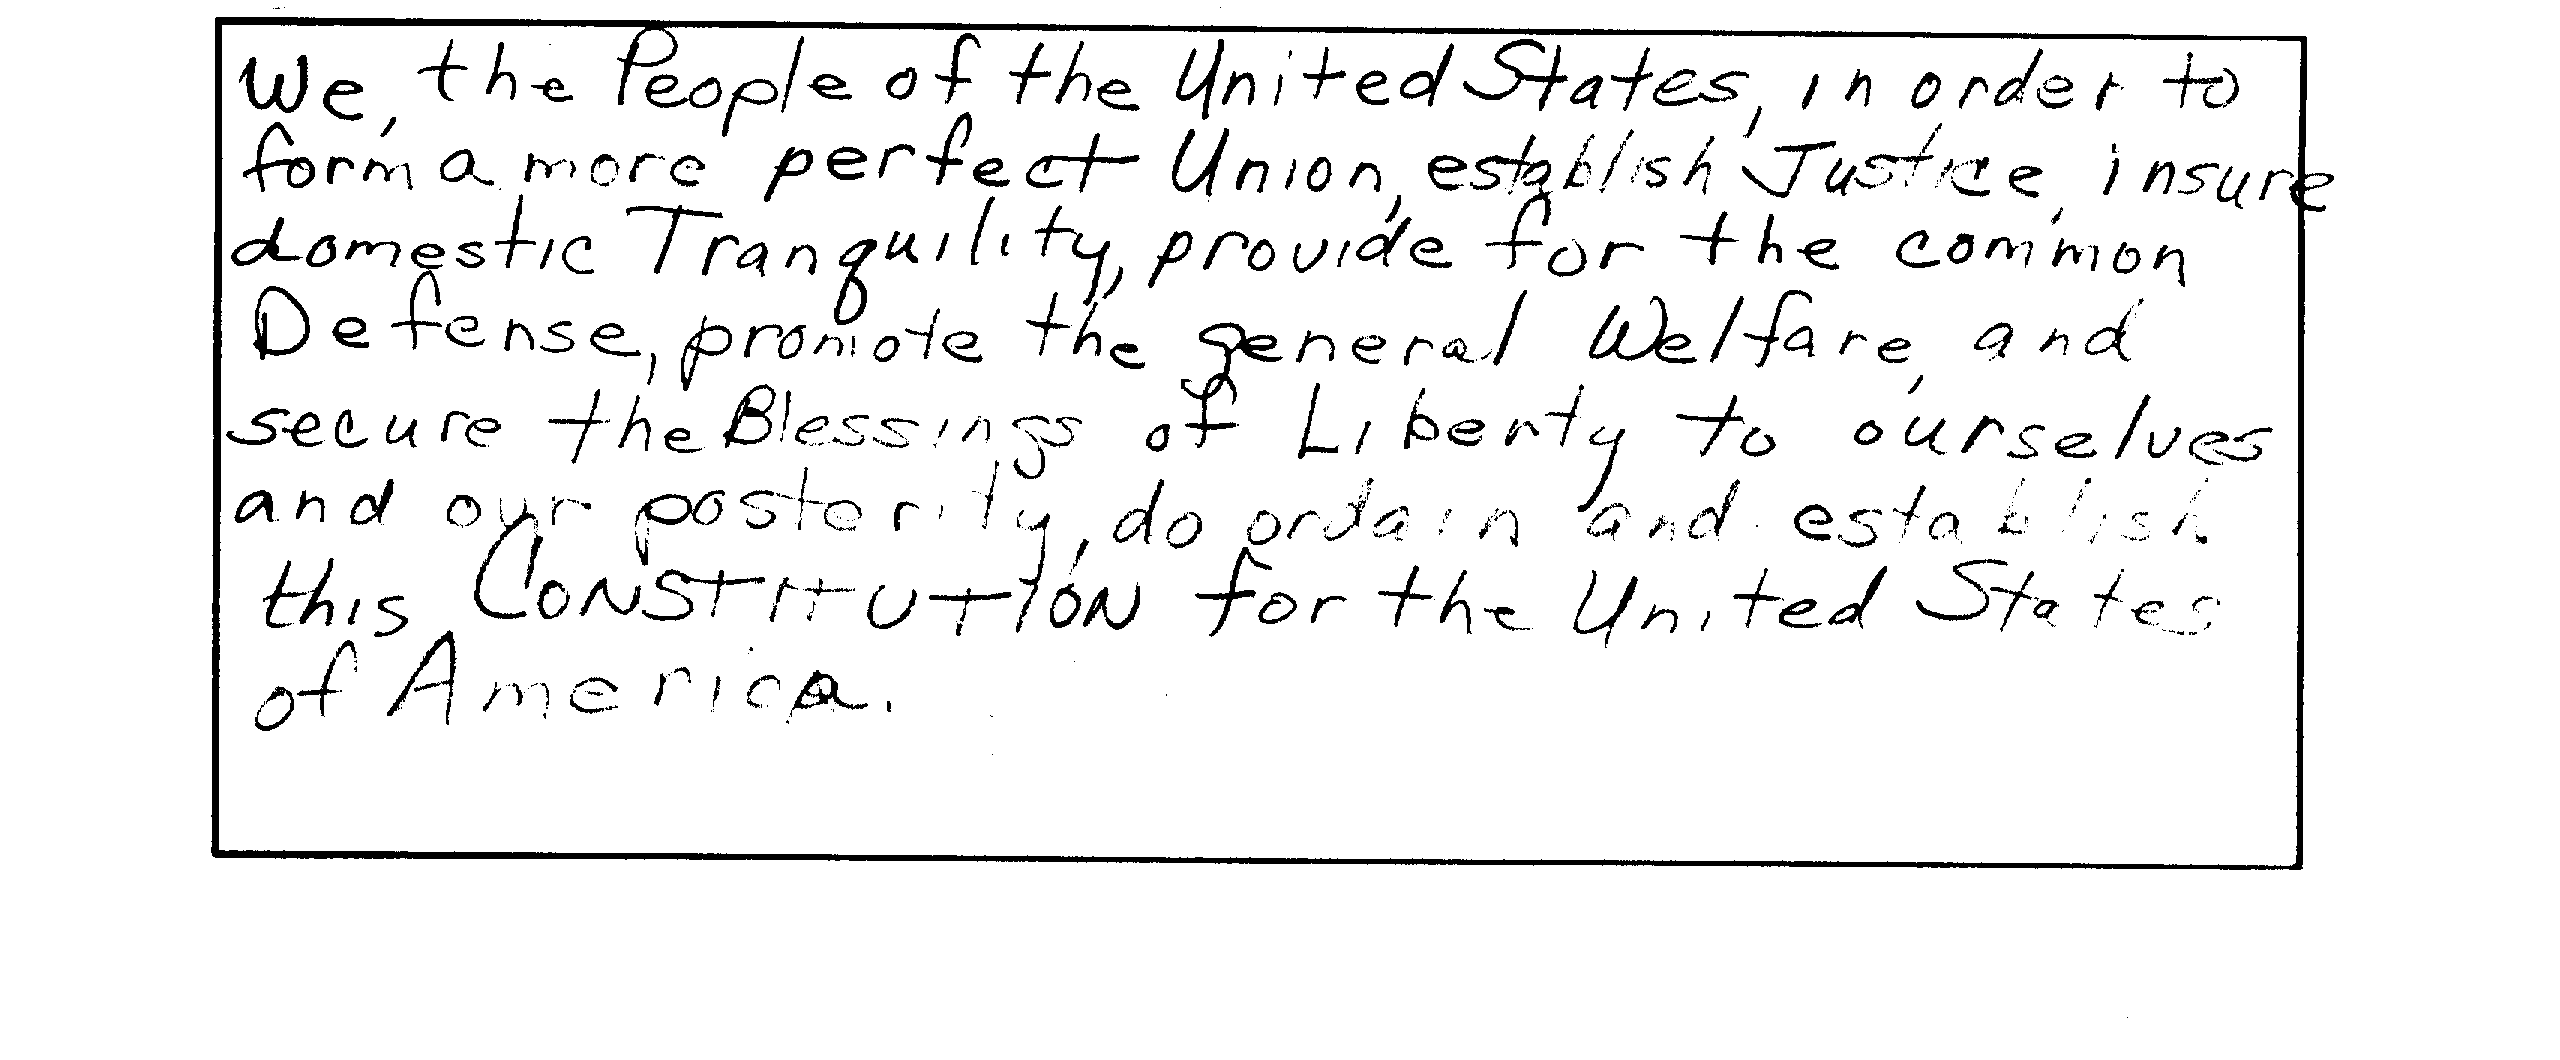 We, the People of the United States, in order to
form a more perfect Union, establish Justice, insure
domestic Tranquility, provide for the common
Defense, promote the general Welfare, and
secure the Blessings of Liberty to ourselves
and our posterity, do ordain and establish
this CONSTITUTION for the United States
of America.